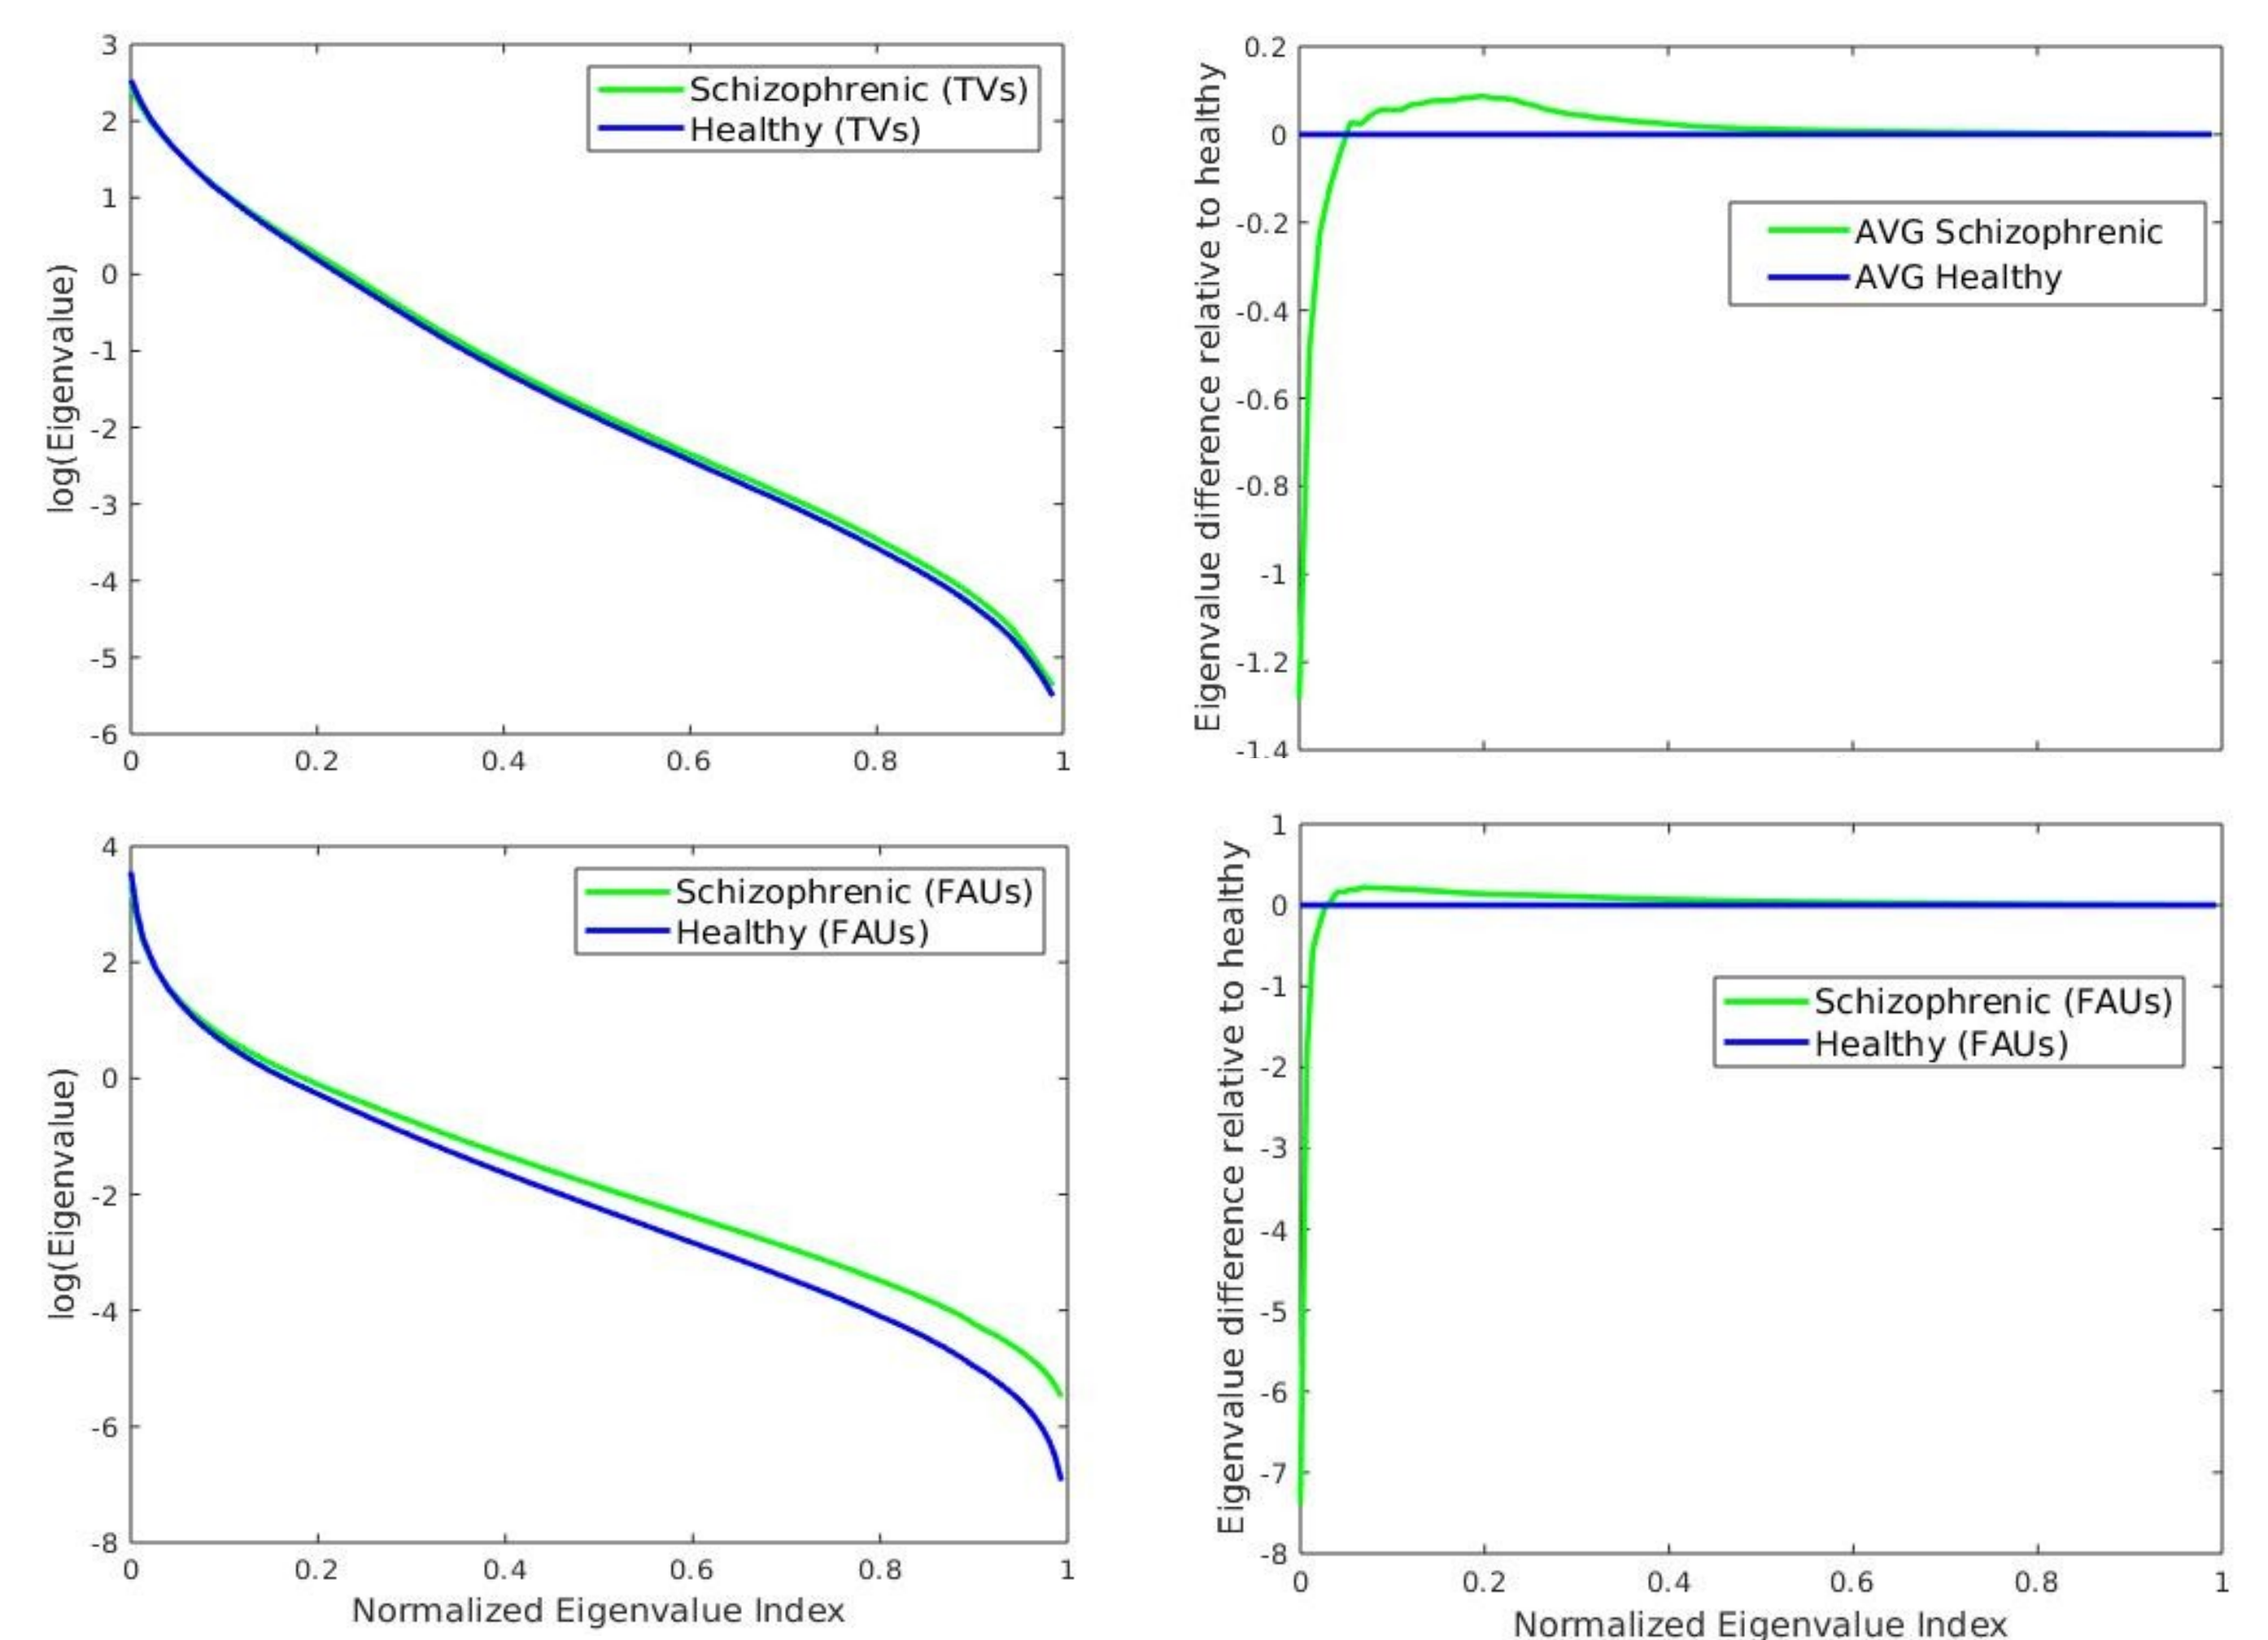 3
2
1
0
-1
-2
-3
-4
-5
-6
log(Eigenvalue)
Schizophrenic (TVs)
Healthy (TVs)
0 0.2 0.4 0.6 0.8 1
0.2
0
-0.2
-0.4
-0.6
-0.8
-1
-1.2
-1.4
Eigenvalue difference relative to healthy
AVG Schizophrenic
AVG Healthy
4
2
0
-2
-4
-6
-8
log(Eigenvalue)
Schizophrenic (FAUs)
Healthy (FAUs)
0 0.2 0.4 0.6 0.8 1
Normalized Eigenvalue Index
1
0
-1
-2
-3
-4
-5
-6
-7
-8
Eigenvalue difference relative to healthy
Schizophrenic (FAUs)
Healthy (FAUs)
0 0.2 0.4 0.6 0.8 1
Normalized Eigenvalue Index